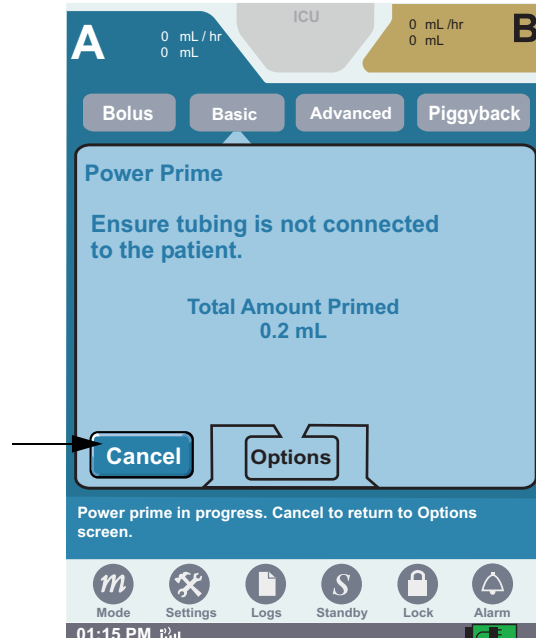 ICU
A
0 mL / hr
0 mL
0 mL /hr
0 mL
B
Bolus Basic Advanced Piggyback
Power Prime
Ensure tubing is not connected
to the patient.
Total Amount Primed
0.2 mL
Cancel
Options
Power prime in progress. Cancel to return to Options
screen.
m S
Mode Settings Logs Standby Lock Alarm
01:15 PM